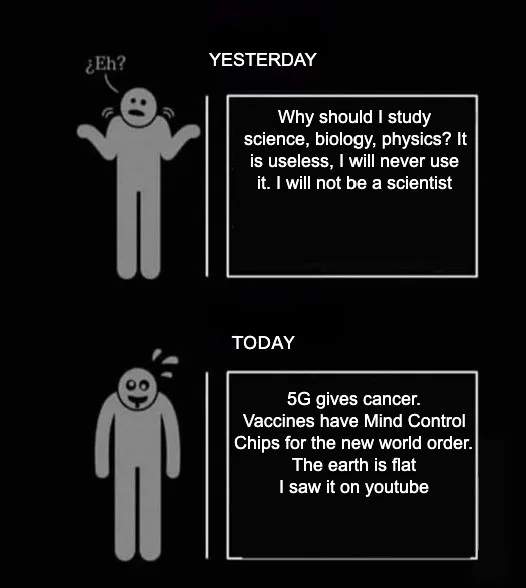 YESTERDAY
¿Eh?
Why should I study
science, biology, physics? It
is useless, I will never use
it. I will not be a scientist
TODAY
5G gives cancer.
Vaccines have Mind Control
Chips for the new world order.
The earth is flat
I saw it on youtube